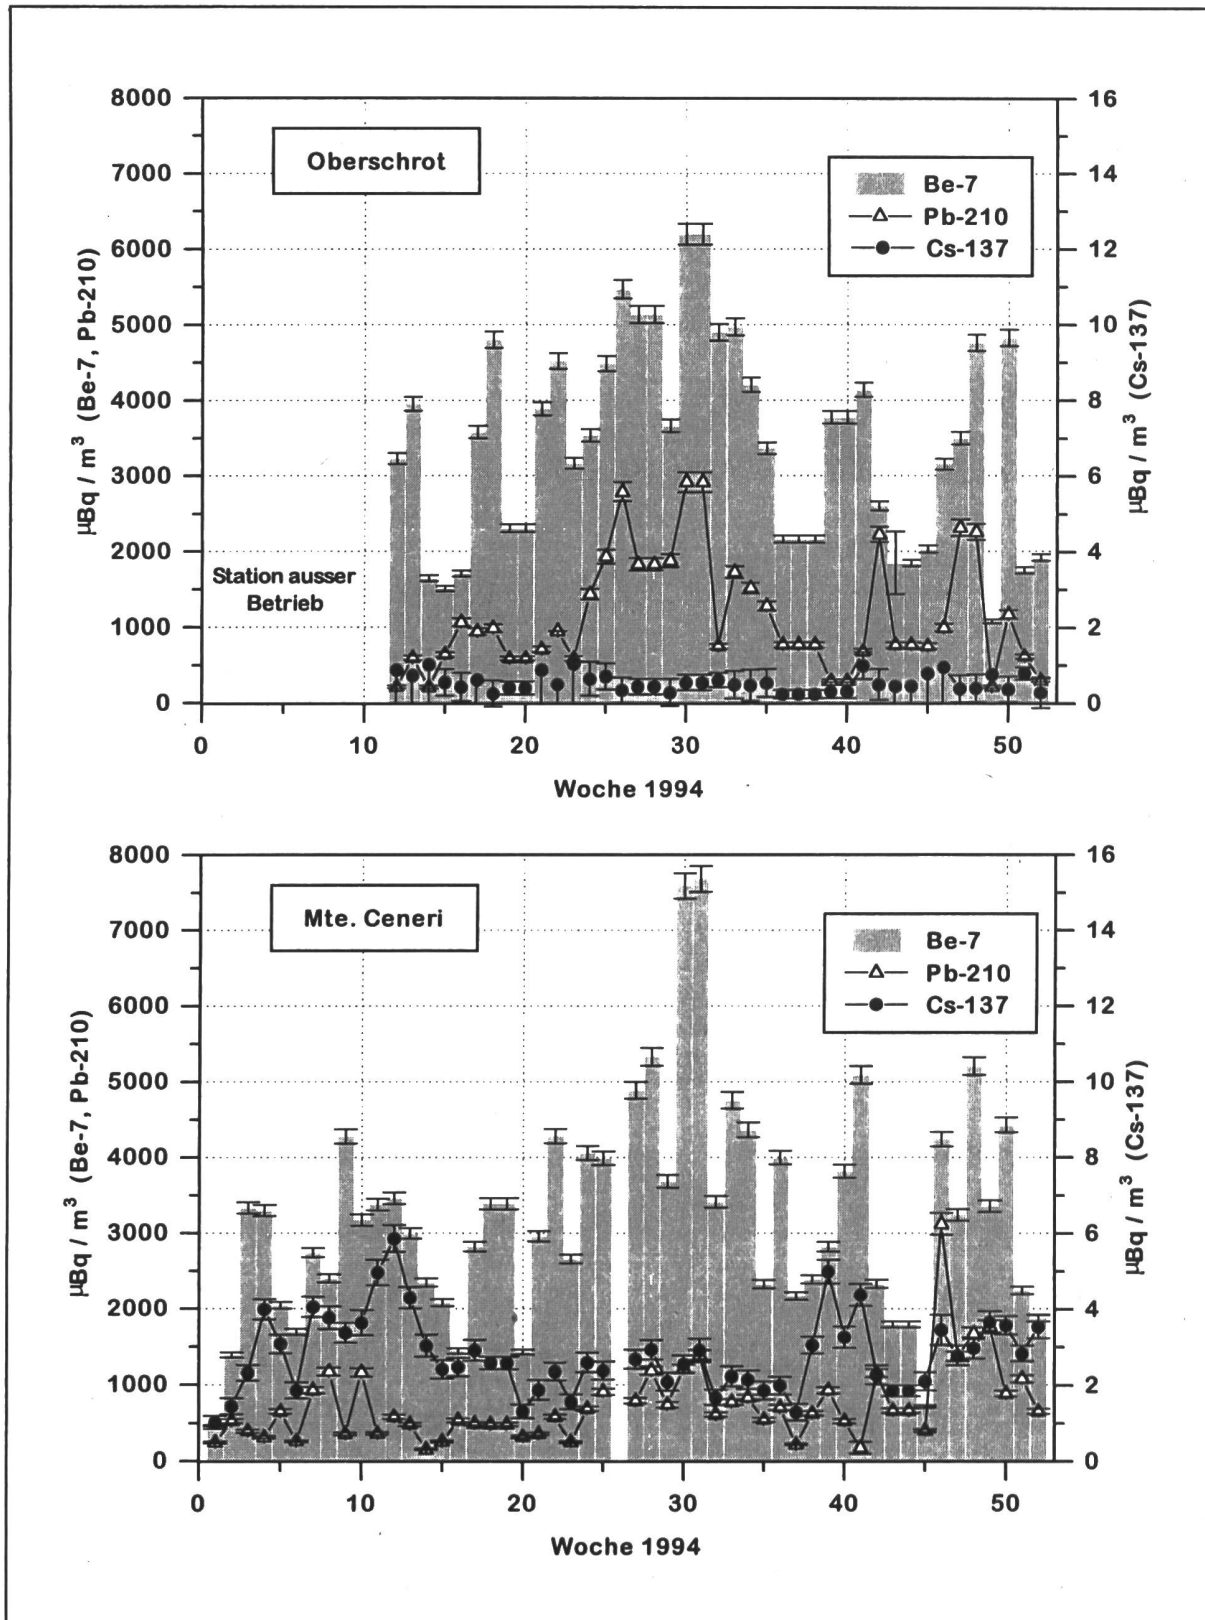 Oberschrot
Be-7
Pb-210
Cs-137
8000
7000
6000
5000
4000
3000
2000
1000
0
µBq / m³ (Be-7, Pb-210)
16
14
12
10
8
6
4
2
0
µBq / m³ (Cs-137)
Station ausser
Betrieb
0 10 20 30 40 50
Woche 1994
Mte. Ceneri
Be-7
Pb-210
Cs-137
8000
7000
6000
5000
4000
3000
2000
1000
0
µBq / m³ (Be-7, Pb-210)
16
14
12
10
8
6
4
2
0
µBq / m³ (Cs-137)
0 10 20 30 40 50
Woche 1994